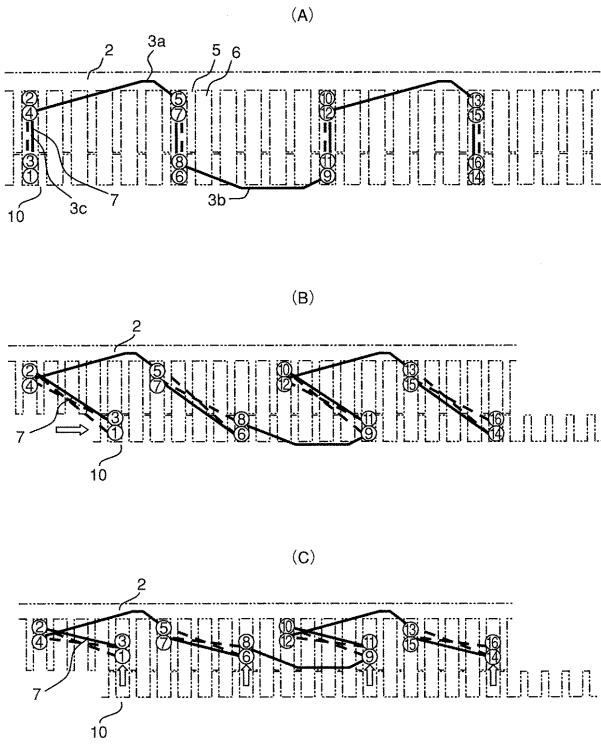 (A)
2 3a 5 6
② ⑤ ⑩ ⑬
④ ⑦ ⑫ ⑮
③ ⑧ ⑪ ⑯
① ⑥ ⑨ ⑭
10 3c 7 3b
(B)
2
② ⑤ ⑩ ⑬
④ ⑦ ⑫ ⑮
③ ⑧ ⑪ ⑯
7 ① ⑥ ⑨ ⑭
10
(C)
2
② ⑤ ⑩ ⑬
④ ③ ⑦ ⑧ ⑫ ⑪ ⑮ ⑯
① ⑥ ⑨ ⑭
7
10